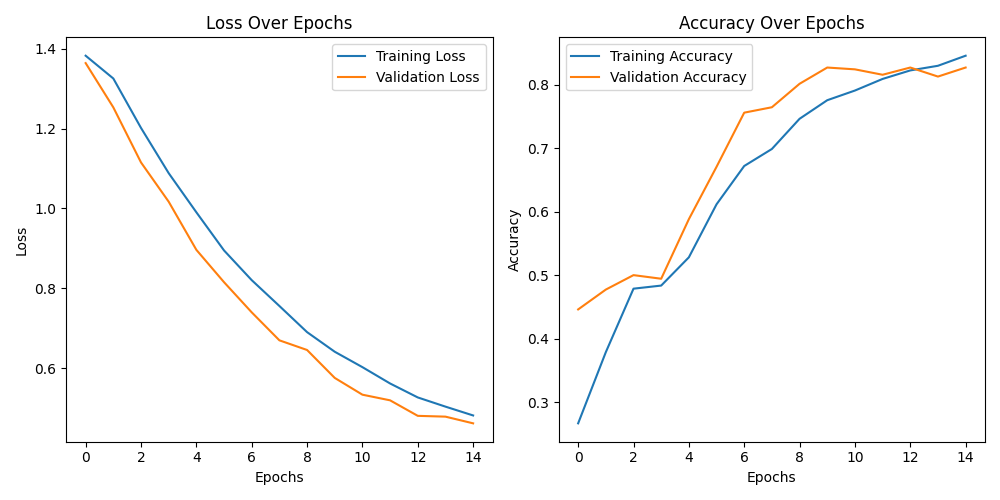 Loss Over Epochs
1.4
1.2
1.0
0.8
0.6
Loss
Training Loss
Validation Loss
0 2 4 6 8 10 12 14
Epochs
Accuracy Over Epochs
0.8
0.7
0.6
0.5
0.4
0.3
Accuracy
Training Accuracy
Validation Accuracy
0 2 4 6 8 10 12 14
Epochs